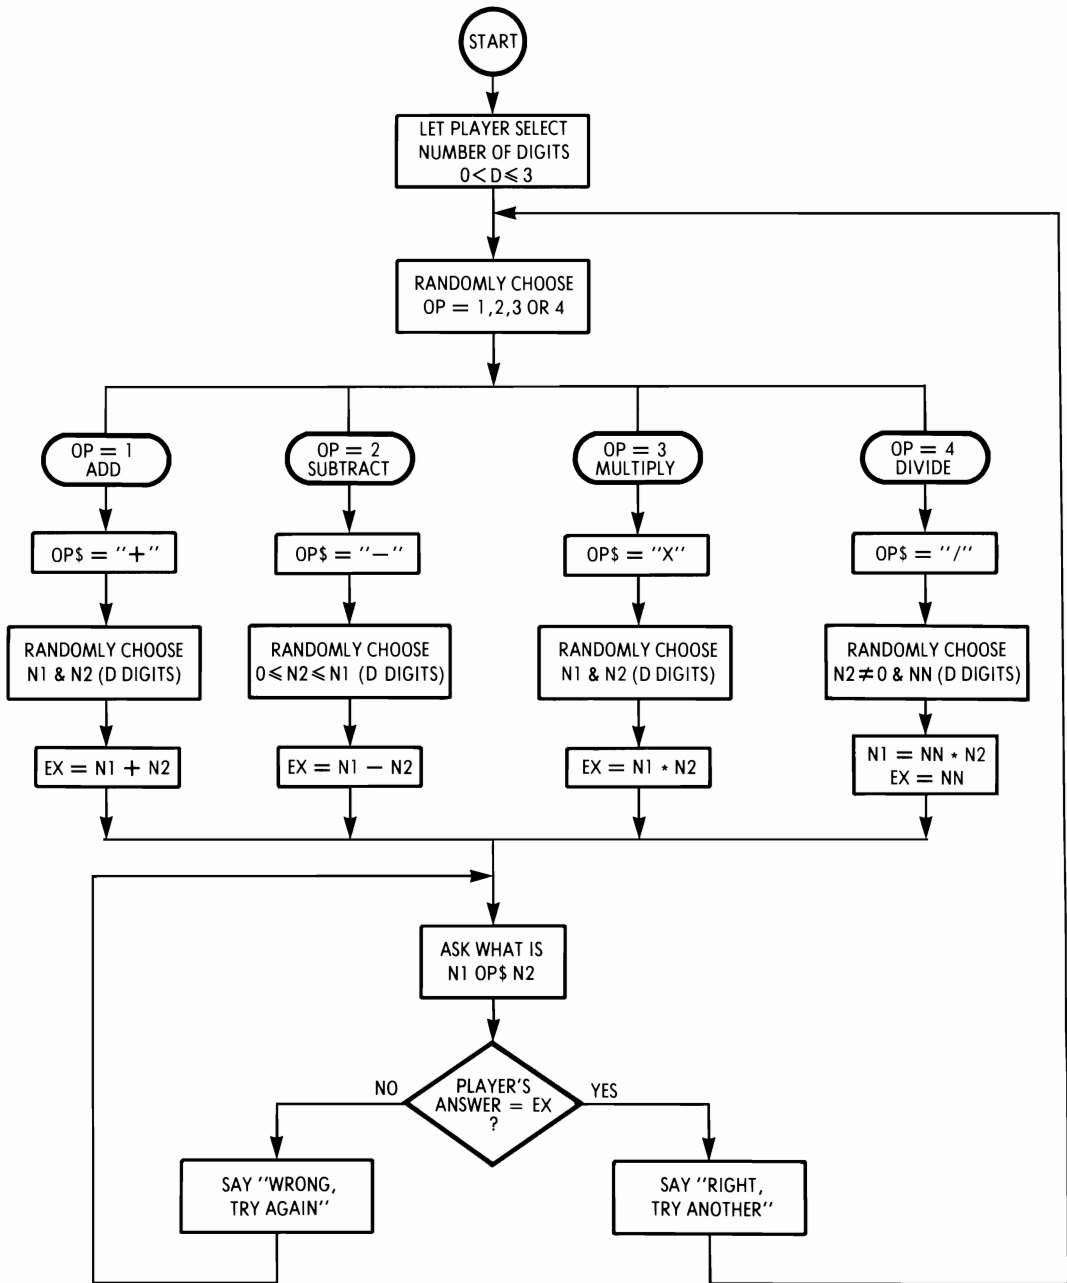 START
LET PLAYER SELECT
NUMBER OF DIGITS
0<D⩽3
RANDOMLY CHOOSE
OP = 1,2,3 OR 4
OP = 1
ADD
OP = 2
SUBTRACT
OP = 3
MULTIPLY
OP = 4
DIVIDE
OP$ = "+"
OP$ = "−"
OP$ = "X"
OP$ = "/"
RANDOMLY CHOOSE
N1 & N2 (D DIGITS)
RANDOMLY CHOOSE
0⩽N2⩽N1 (D DIGITS)
RANDOMLY CHOOSE
N1 & N2 (D DIGITS)
RANDOMLY CHOOSE
N2≠0 & NN (D DIGITS)
EX = N1 + N2
EX = N1 − N2
EX = N1 * N2
N1 = NN * N2
EX = NN
ASK WHAT IS
N1 OP$ N2
PLAYER'S
ANSWER = EX
?
NO
YES
SAY "WRONG,
TRY AGAIN"
SAY "RIGHT,
TRY ANOTHER"